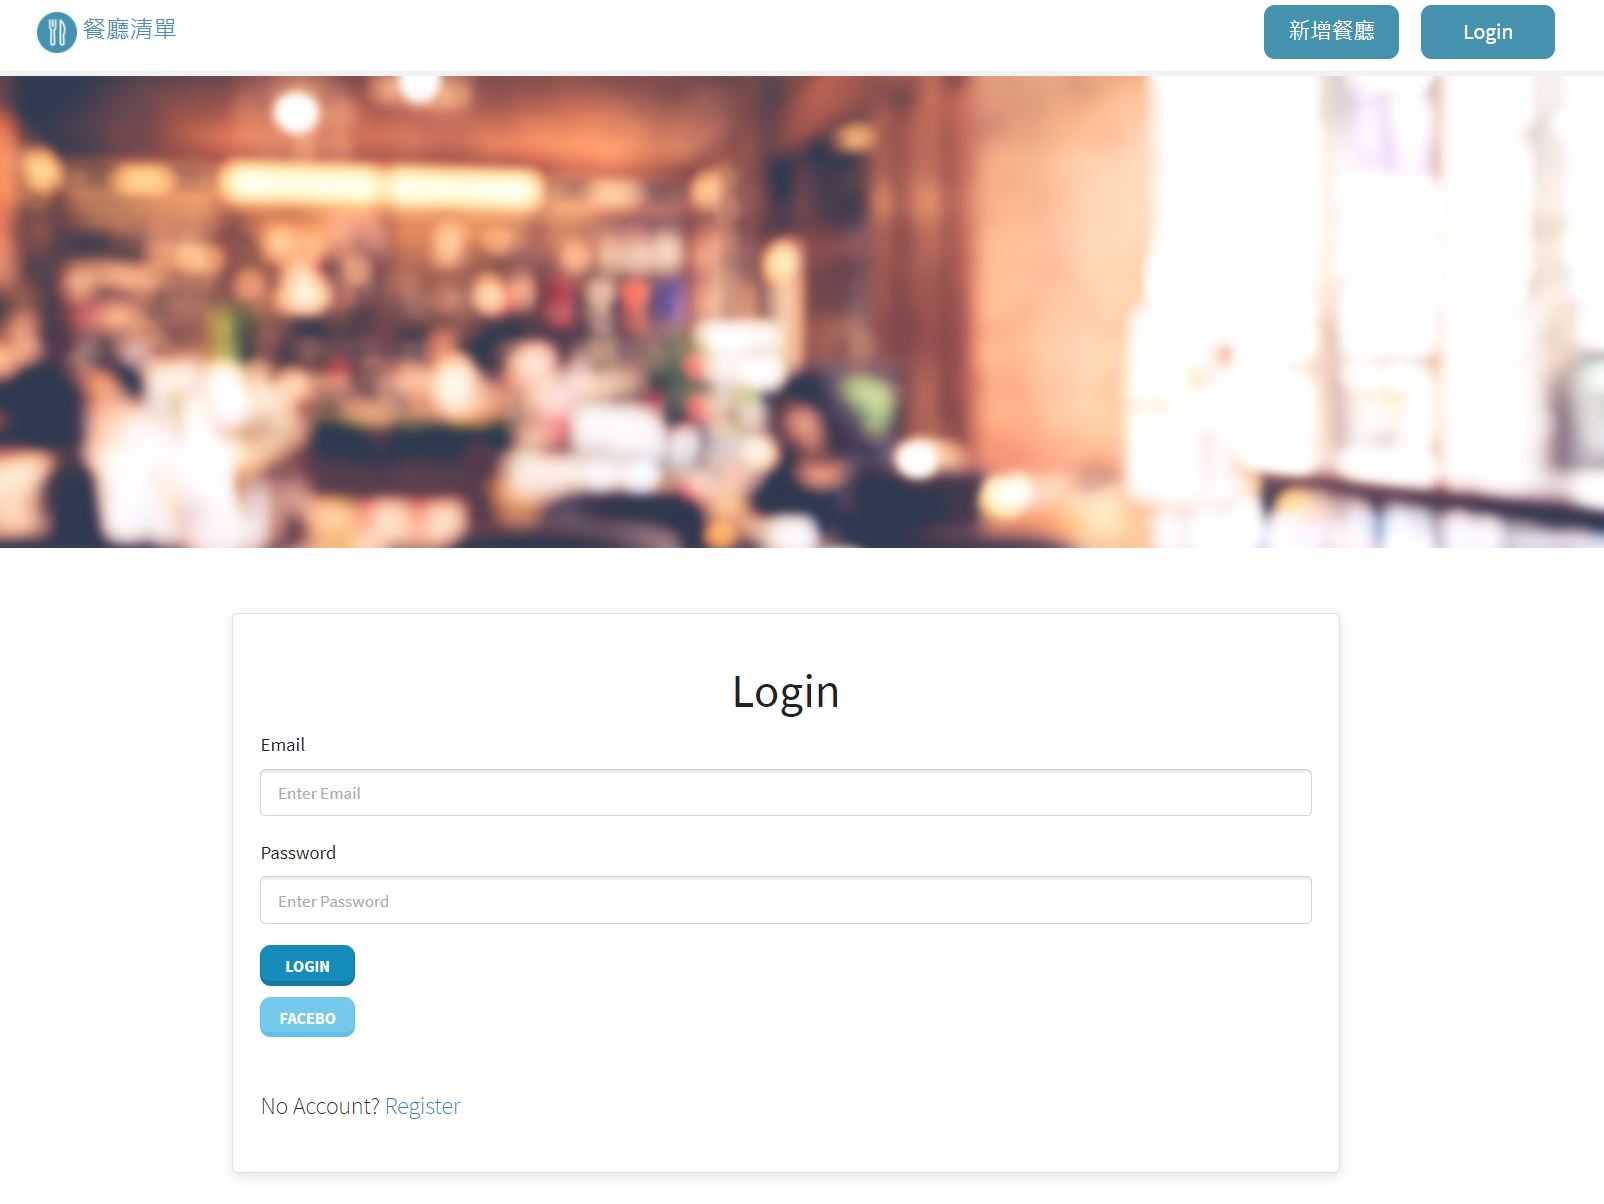 餐廳清單
新增餐廳
Login
Login
Email
Enter Email
Password
Enter Password
LOGIN
FACEBO
No Account? Register